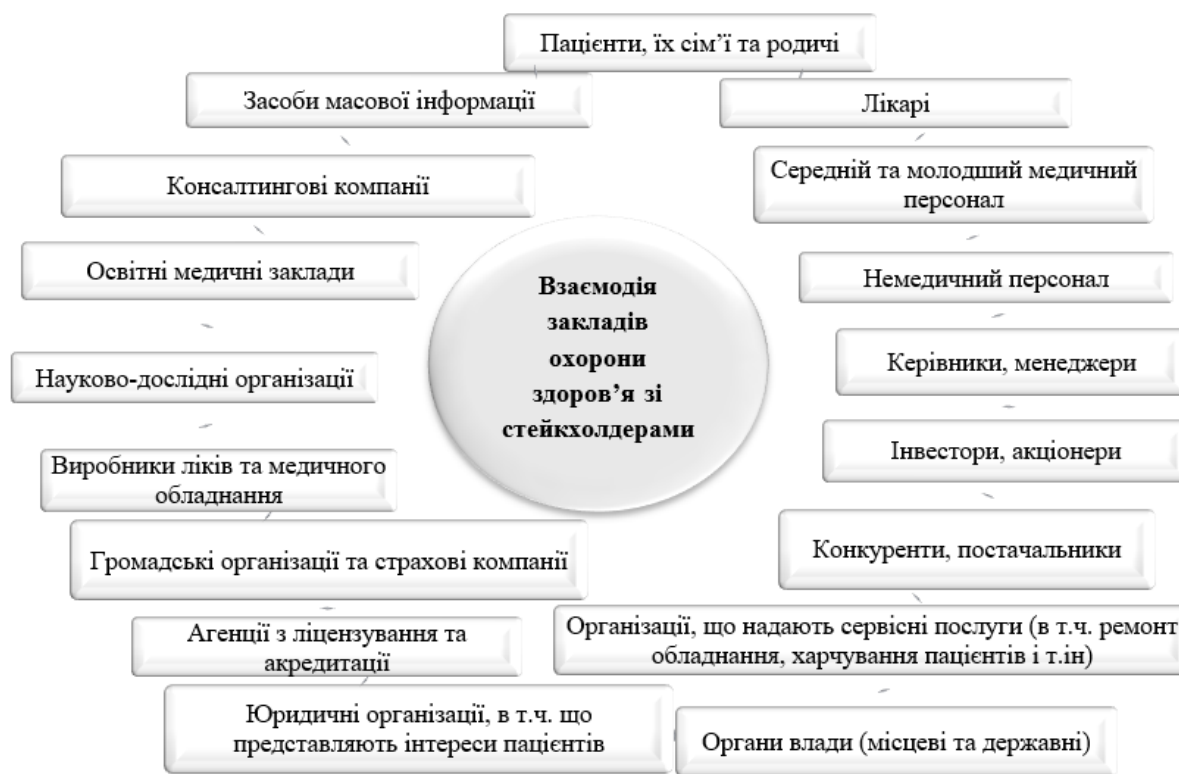 Пацієнти, їх сім’ї та родичі
Засоби масової інформації
Лікарі
Консалтингові компанії
Середній та молодший медичний
персонал
Освітні медичні заклади
Немедичний персонал
Взаємодія
закладів
охорони
здоров’я зі
стейкхолдерами
Науково-дослідні організації
Керівники, менеджери
Виробники ліків та медичного
обладнання
Інвестори, акціонери
Громадські організації та страхові компанії
Конкуренти, постачальники
Агенції з ліцензування та
акредитації
Організації, що надають сервісні послуги (в т.ч. ремонт
обладнання, харчування пацієнтів і т.ін)
Юридичні організації, в т.ч. що
представляють інтереси пацієнтів
Органи влади (місцеві та державні)